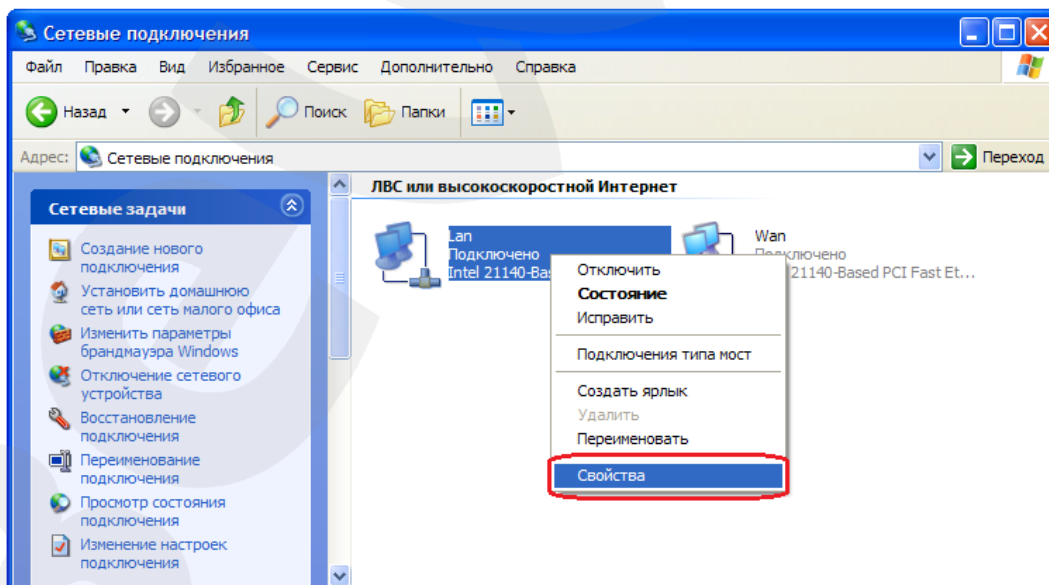 Сетевые подключения
Файл Правка Вид Избранное Сервис Дополнительно Справка
Назад Поиск Папки
Адрес: Сетевые подключения Переход
Сетевые задачи
Создание нового
подключения
Установить домашнюю
сеть или сеть малого офиса
Изменить параметры
брандмауэра Windows
Отключение сетевого
устройства
Восстановление
подключения
Переименование
подключения
Просмотр состояния
подключения
Изменение настроек
подключения
ЛВС или высокоскоростной Интернет
Lan
Подключено
Intel 21140-Ba
Wan
Подключено
21140-Based PCI Fast Et...
Отключить
Состояние
Исправить
Подключения типа мост
Создать ярлык
Удалить
Переименовать
Свойства